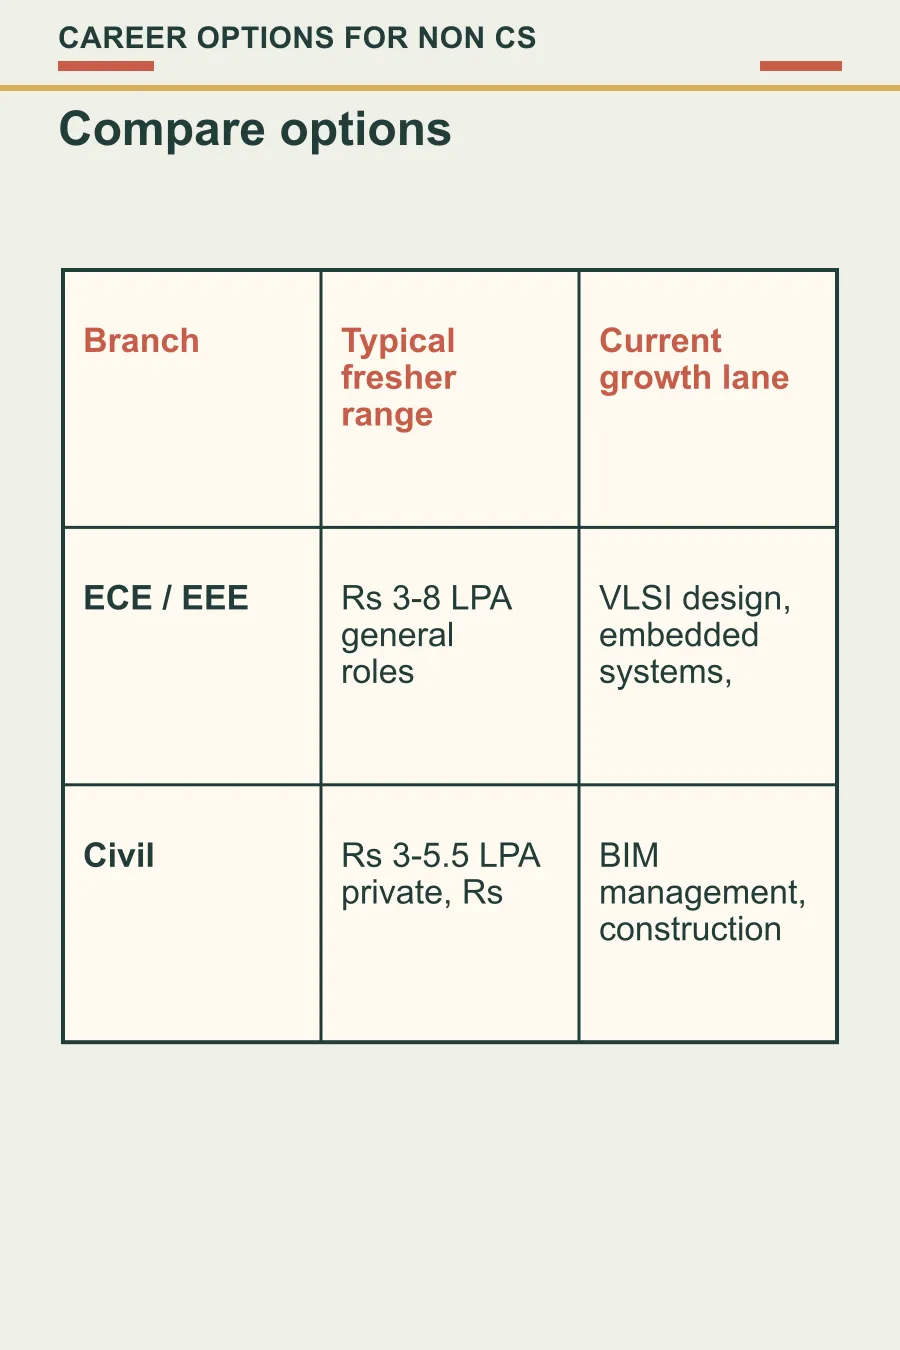 CAREER OPTIONS FOR NON CS
Compare options
Branch
Typical
fresher
range
Current
growth lane
ECE / EEE
Rs 3-8 LPA
general
roles
VLSI design,
embedded
systems,
Civil
Rs 3-5.5 LPA
private, Rs
BIM
management,
construction